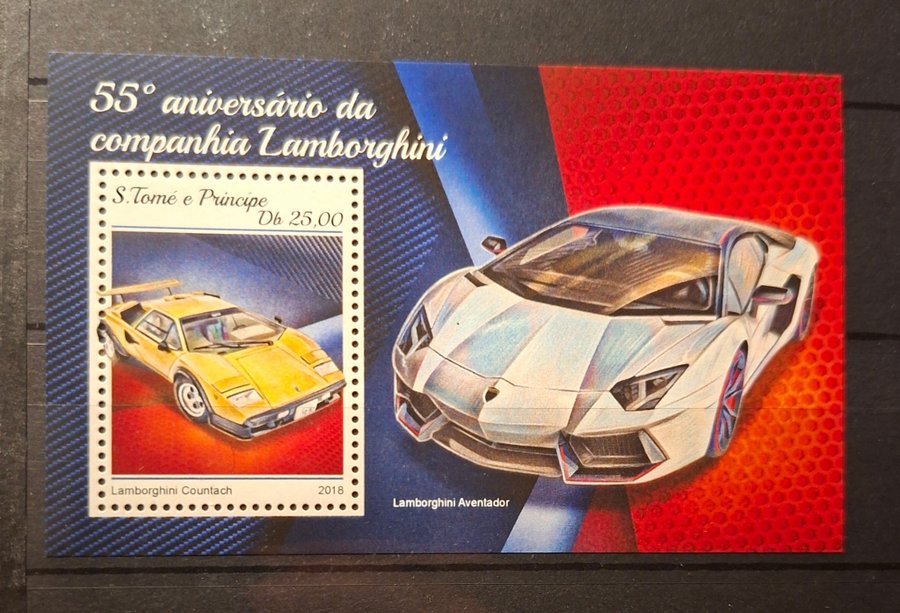 55° aniversário da
companhia Lamborghini
S.Tomé e Príncipe
Db 25,00
Lamborghini Countach 2018
Lamborghini Aventador